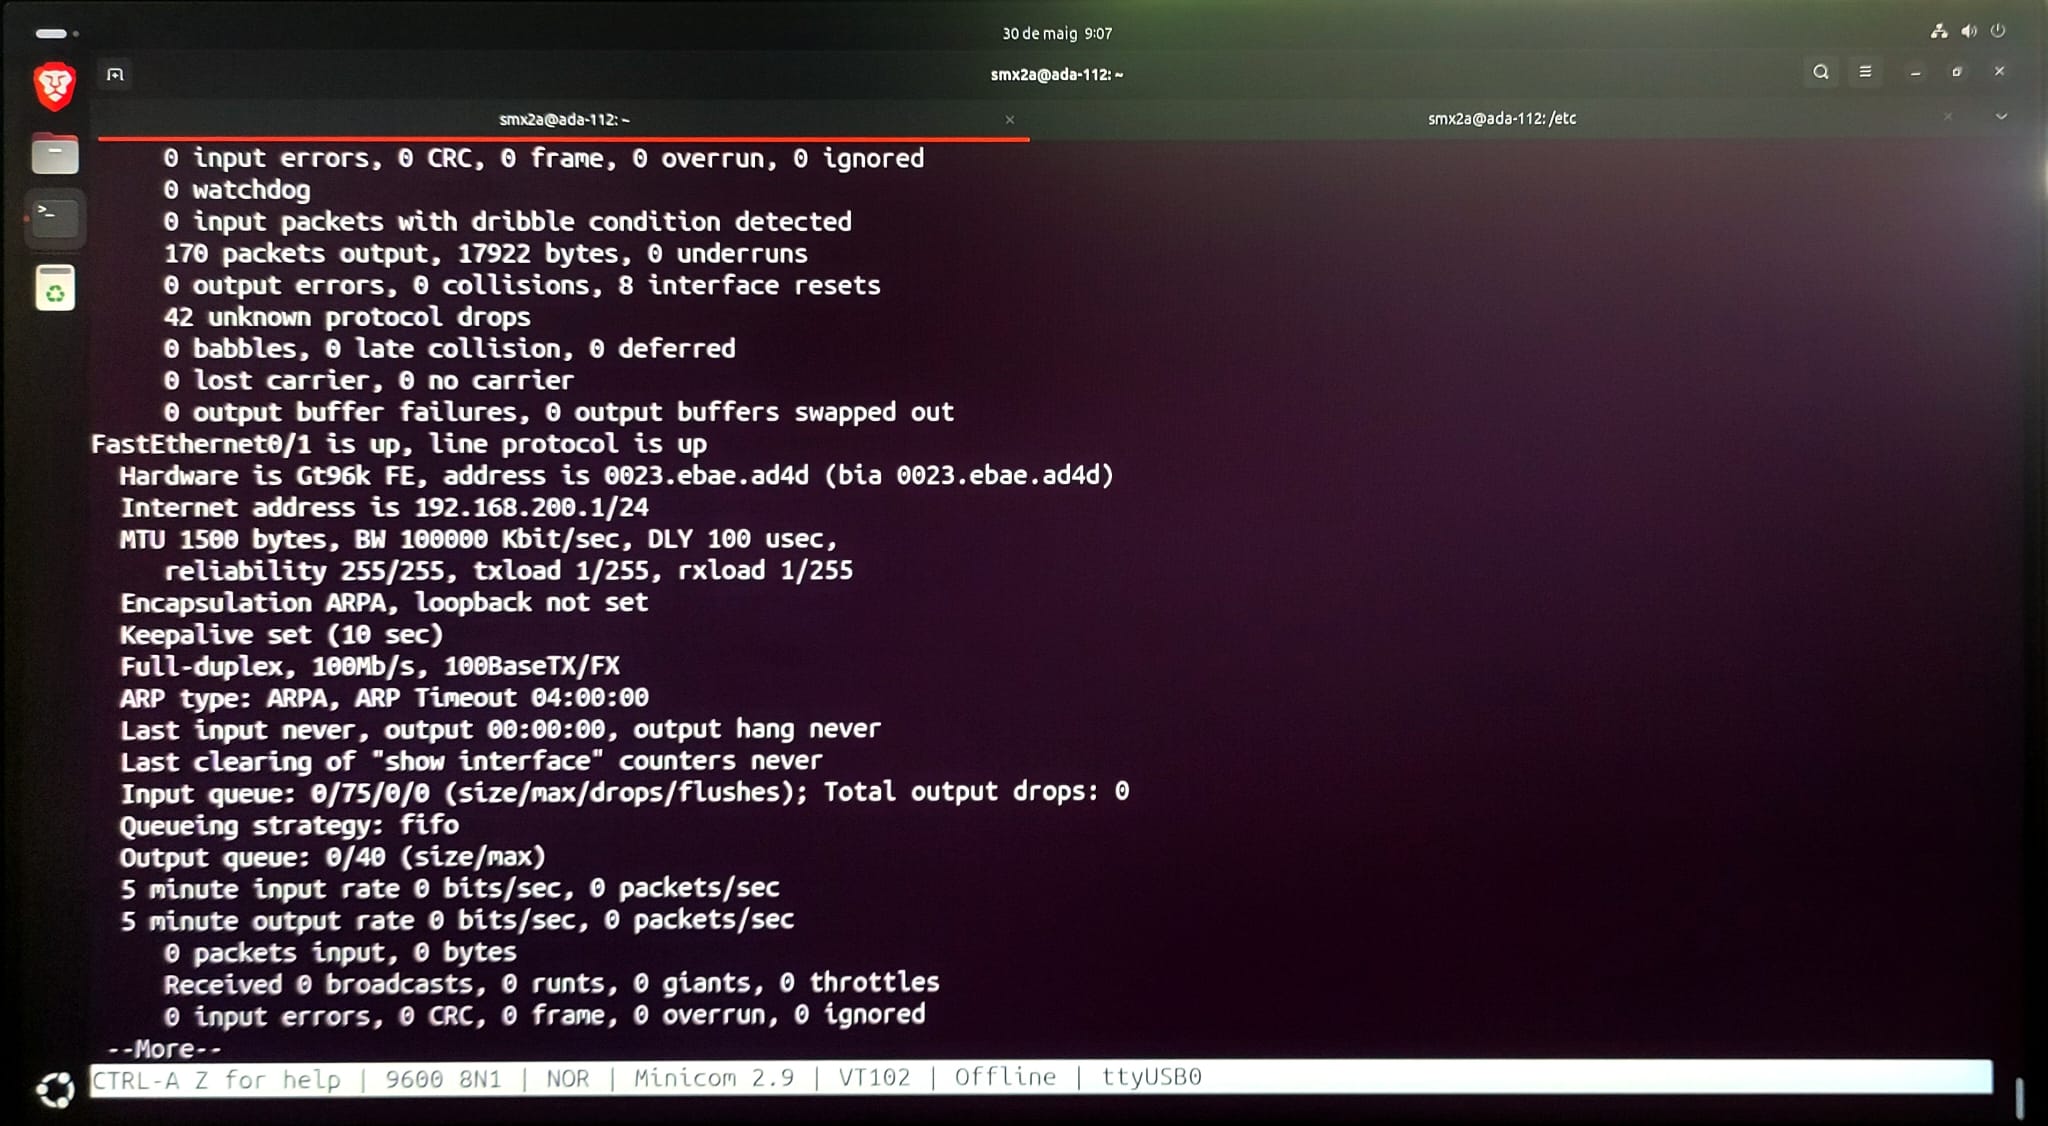 30 de maig 9:07
smx2a@ada-112: ~
smx2a@ada-112: ~
smx2a@ada-112: /etc
0 input errors, 0 CRC, 0 frame, 0 overrun, 0 ignored
0 watchdog
0 input packets with dribble condition detected
170 packets output, 17922 bytes, 0 underruns
0 output errors, 0 collisions, 8 interface resets
42 unknown protocol drops
0 babbles, 0 late collision, 0 deferred
0 lost carrier, 0 no carrier
0 output buffer failures, 0 output buffers swapped out
FastEthernet0/1 is up, line protocol is up
Hardware is Gt96k FE, address is 0023.ebae.ad4d (bia 0023.ebae.ad4d)
Internet address is 192.168.200.1/24
MTU 1500 bytes, BW 100000 Kbit/sec, DLY 100 usec,
reliability 255/255, txload 1/255, rxload 1/255
Encapsulation ARPA, loopback not set
Keepalive set (10 sec)
Full-duplex, 100Mb/s, 100BaseTX/FX
ARP type: ARPA, ARP Timeout 04:00:00
Last input never, output 00:00:00, output hang never
Last clearing of "show interface" counters never
Input queue: 0/75/0/0 (size/max/drops/flushes); Total output drops: 0
Queueing strategy: fifo
Output queue: 0/40 (size/max)
5 minute input rate 0 bits/sec, 0 packets/sec
5 minute output rate 0 bits/sec, 0 packets/sec
0 packets input, 0 bytes
Received 0 broadcasts, 0 runts, 0 giants, 0 throttles
0 input errors, 0 CRC, 0 frame, 0 overrun, 0 ignored
--More--
CTRL-A Z for help | 9600 8N1 | NOR | Minicom 2.9 | VT102 | Offline | ttyUSB0